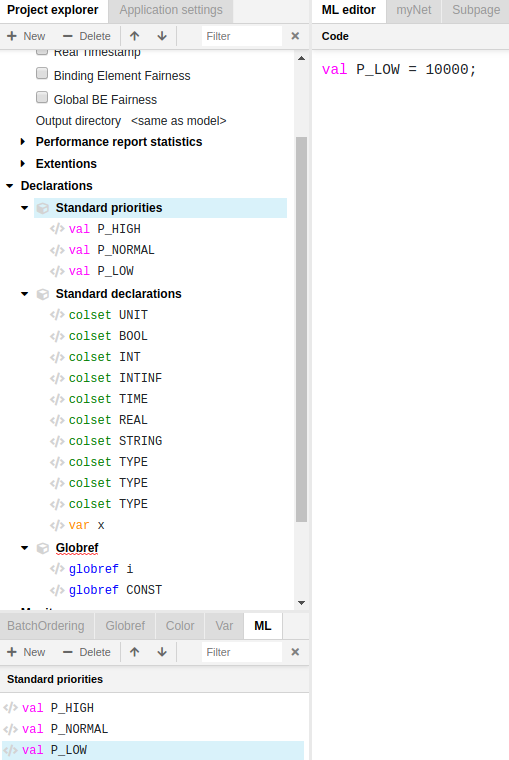 Project explorer Application settings
+ New − Delete Filter ×
Real Timestamp
Binding Element Fairness
Global BE Fairness
Output directory <same as model>
Performance report statistics
Extentions
Declarations
Standard priorities
</> val P_HIGH
</> val P_NORMAL
</> val P_LOW
Standard declarations
</> colset UNIT
</> colset BOOL
</> colset INT
</> colset INTINF
</> colset TIME
</> colset REAL
</> colset STRING
</> colset TYPE
</> colset TYPE
</> colset TYPE
</> var x
Globref
</> globref i
</> globref CONST
BatchOrdering Globref Color Var ML
+ New − Delete Filter ×
Standard priorities
</> val P_HIGH
</> val P_NORMAL
</> val P_LOW
ML editor myNet Subpage
Code
val P_LOW = 10000;